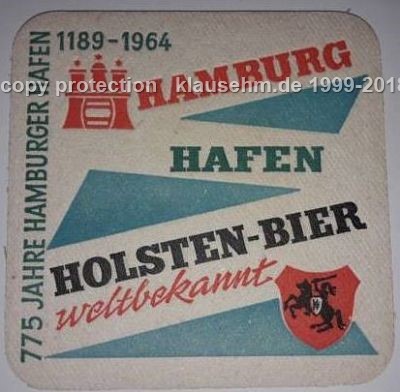 1189-1964
775 JAHRE HAMBURGER HAFEN
copy protection klausehm.de 1999-2018
HAMBURG
HAFEN
HOLSTEN-BIER
weltbekannt